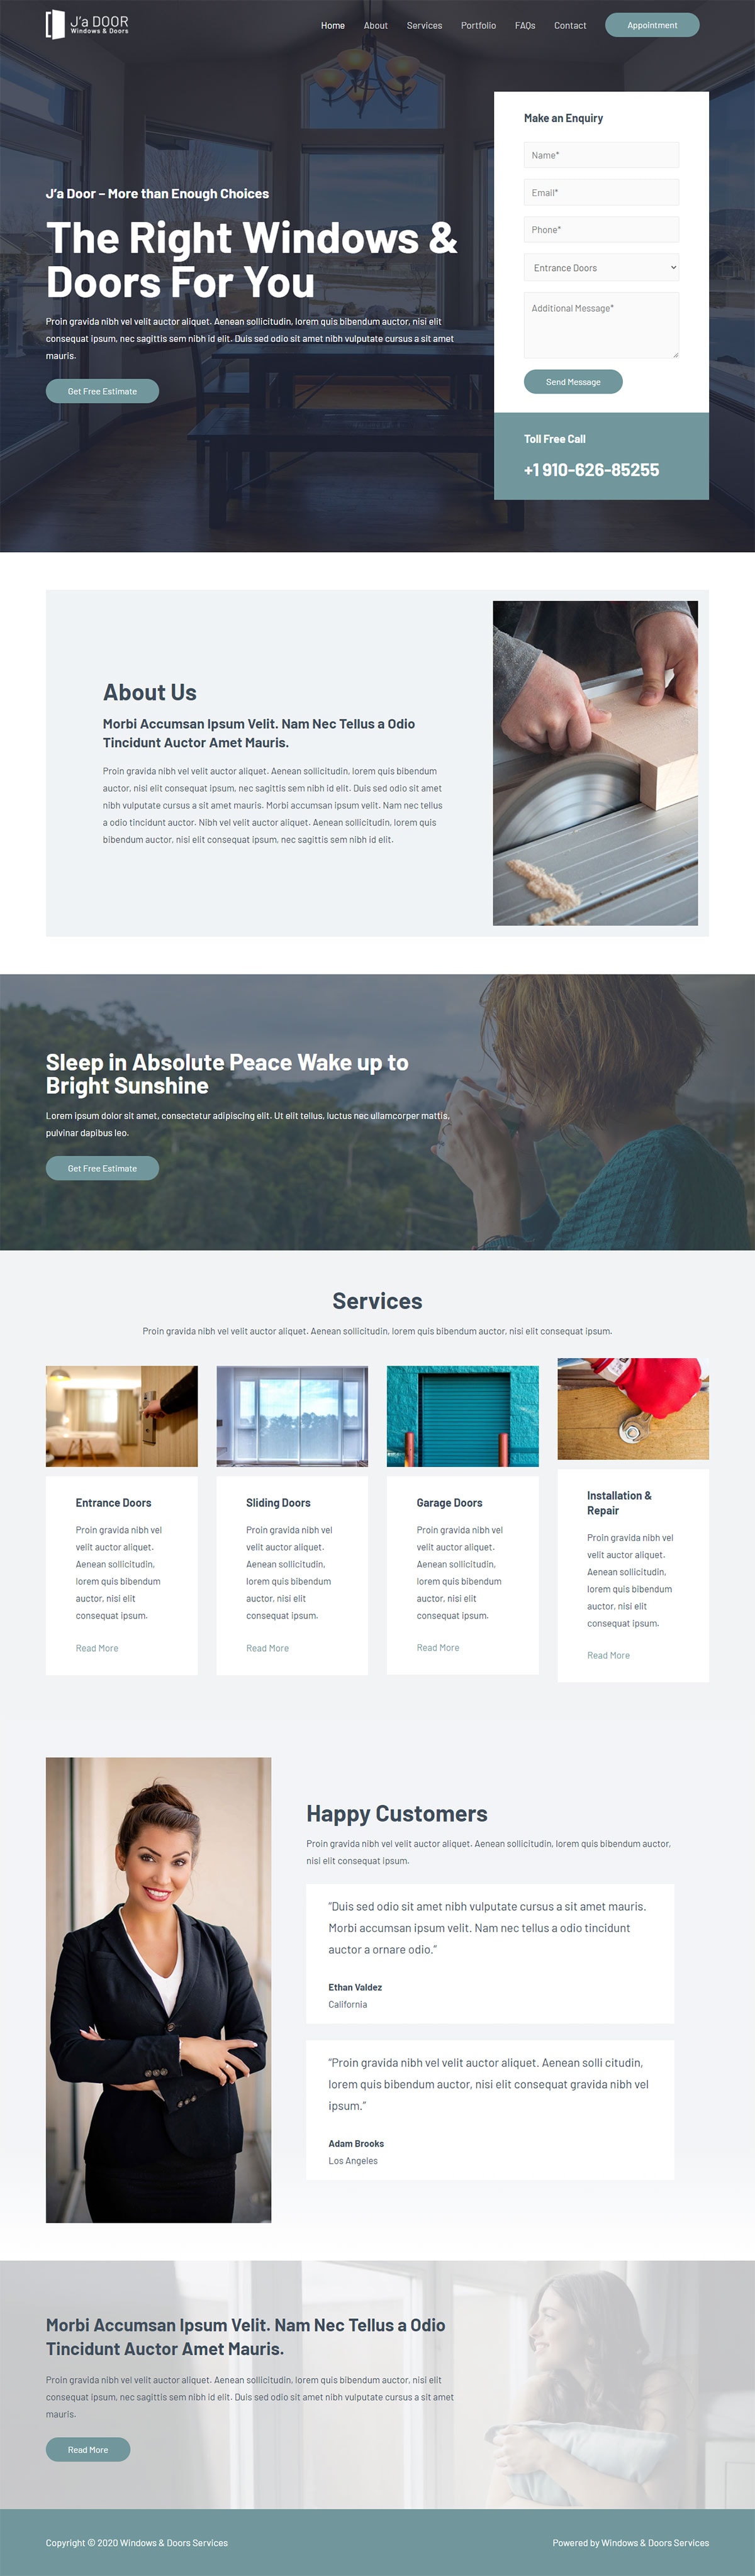 J'a DOOR
Windows & Doors
Home
About
Services
Portfolio
FAQs
Contact
Appointment
J'a Door – More than Enough Choices
The Right Windows &
Doors For You
Proin gravida nibh vel velit auctor aliquet. Aenean sollicitudin, lorem quis bibendum auctor, nisi elit
consequat ipsum, nec sagittis sem nibh id elit. Duis sed odio sit amet nibh vulputate cursus a sit amet
mauris.
Get Free Estimate
Make an Enquiry
Name*
Email*
Phone*
Entrance Doors
Additional Message*
Send Message
Toll Free Call
+1 910-626-85255
About Us
Morbi Accumsan Ipsum Velit. Nam Nec Tellus a Odio
Tincidunt Auctor Amet Mauris.
Proin gravida nibh vel velit auctor aliquet. Aenean sollicitudin, lorem quis bibendum
auctor, nisi elit consequat ipsum, nec sagittis sem nibh id elit. Duis sed odio sit amet
nibh vulputate cursus a sit amet mauris. Morbi accumsan ipsum velit. Nam nec tellus
a odio tincidunt auctor. Nibh vel velit auctor aliquet. Aenean sollicitudin, lorem quis
bibendum auctor, nisi elit consequat ipsum, nec sagittis sem nibh id elit.
Sleep in Absolute Peace Wake up to
Bright Sunshine
Lorem ipsum dolor sit amet, consectetur adipiscing elit. Ut elit tellus, luctus nec ullamcorper mattis,
pulvinar dapibus leo.
Get Free Estimate
Services
Proin gravida nibh vel velit auctor aliquet. Aenean sollicitudin, lorem quis bibendum auctor, nisi elit consequat ipsum.
Entrance Doors
Proin gravida nibh vel
velit auctor aliquet.
Aenean sollicitudin,
lorem quis bibendum
auctor, nisi elit
consequat ipsum.
Read More
Sliding Doors
Proin gravida nibh vel
velit auctor aliquet.
Aenean sollicitudin,
lorem quis bibendum
auctor, nisi elit
consequat ipsum.
Read More
Garage Doors
Proin gravida nibh vel
velit auctor aliquet.
Aenean sollicitudin,
lorem quis bibendum
auctor, nisi elit
consequat ipsum.
Read More
Installation &
Repair
Proin gravida nibh vel
velit auctor aliquet.
Aenean sollicitudin,
lorem quis bibendum
auctor, nisi elit
consequat ipsum.
Read More
Happy Customers
Proin gravida nibh vel velit auctor aliquet. Aenean sollicitudin, lorem quis bibendum auctor,
nisi elit consequat ipsum.
“Duis sed odio sit amet nibh vulputate cursus a sit amet mauris.
Morbi accumsan ipsum velit. Nam nec tellus a odio tincidunt
auctor a ornare odio.”
Ethan Valdez
California
“Proin gravida nibh vel velit auctor aliquet. Aenean solli citudin,
lorem quis bibendum auctor, nisi elit consequat gravida nibh vel
ipsum.”
Adam Brooks
Los Angeles
Morbi Accumsan Ipsum Velit. Nam Nec Tellus a Odio
Tincidunt Auctor Amet Mauris.
Proin gravida nibh vel velit auctor aliquet. Aenean sollicitudin, lorem quis bibendum auctor, nisi elit
consequat ipsum, nec sagittis sem nibh id elit. Duis sed odio sit amet nibh vulputate cursus a sit amet
mauris.
Read More
Copyright © 2020 Windows & Doors Services
Powered by Windows & Doors Services